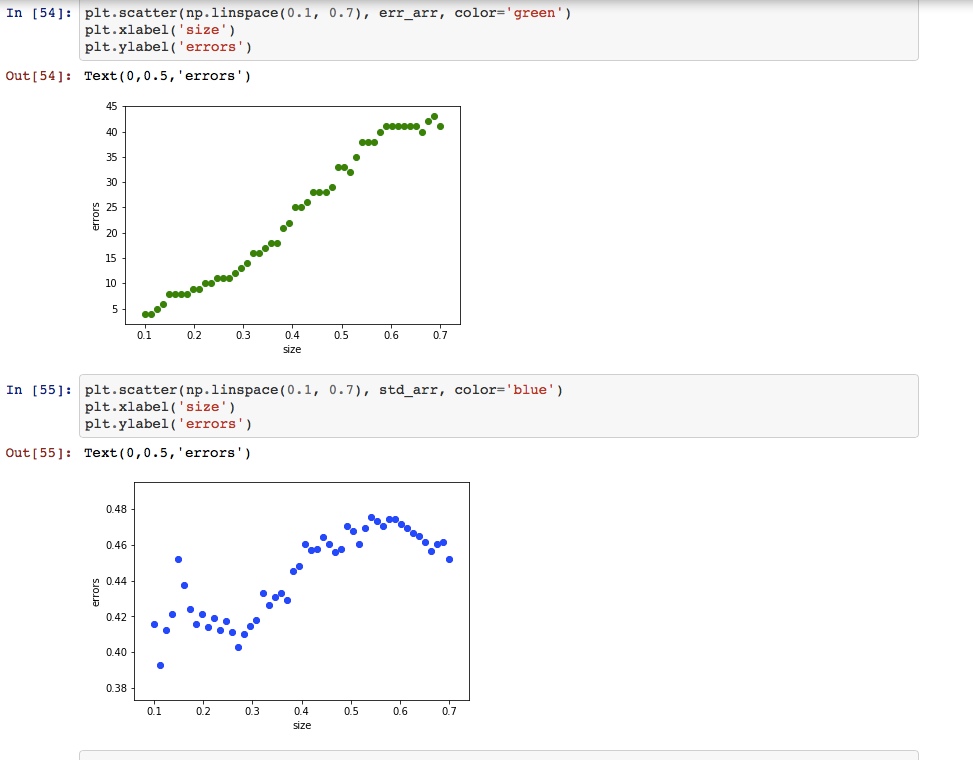 In [54]: plt.scatter(np.linspace(0.1, 0.7), err_arr, color='green')
plt.xlabel('size')
plt.ylabel('errors')
Out[54]: Text(0,0.5,'errors')
45
40
35
30
25
20
15
10
5
errors
0.1 0.2 0.3 0.4 0.5 0.6 0.7
size
In [55]: plt.scatter(np.linspace(0.1, 0.7), std_arr, color='blue')
plt.xlabel('size')
plt.ylabel('errors')
Out[55]: Text(0,0.5,'errors')
0.48
0.46
0.44
0.42
0.40
0.38
errors
0.1 0.2 0.3 0.4 0.5 0.6 0.7
size